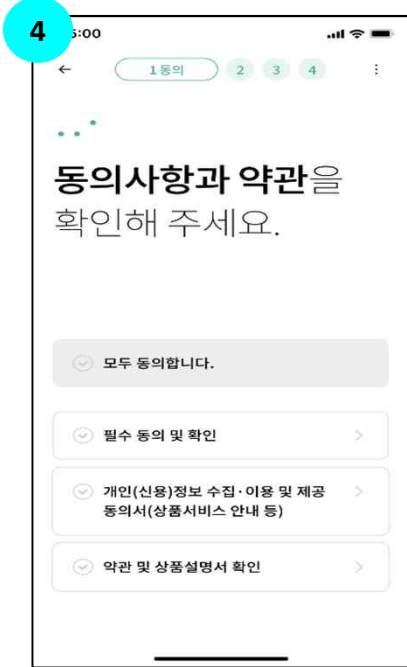 4
5:00
1 동의 2 3 4
동의사항과 약관을
확인해 주세요.
모두 동의합니다.
필수 동의 및 확인
개인(신용)정보 수집·이용 및 제공
동의서(상품서비스 안내 등)
약관 및 상품설명서 확인